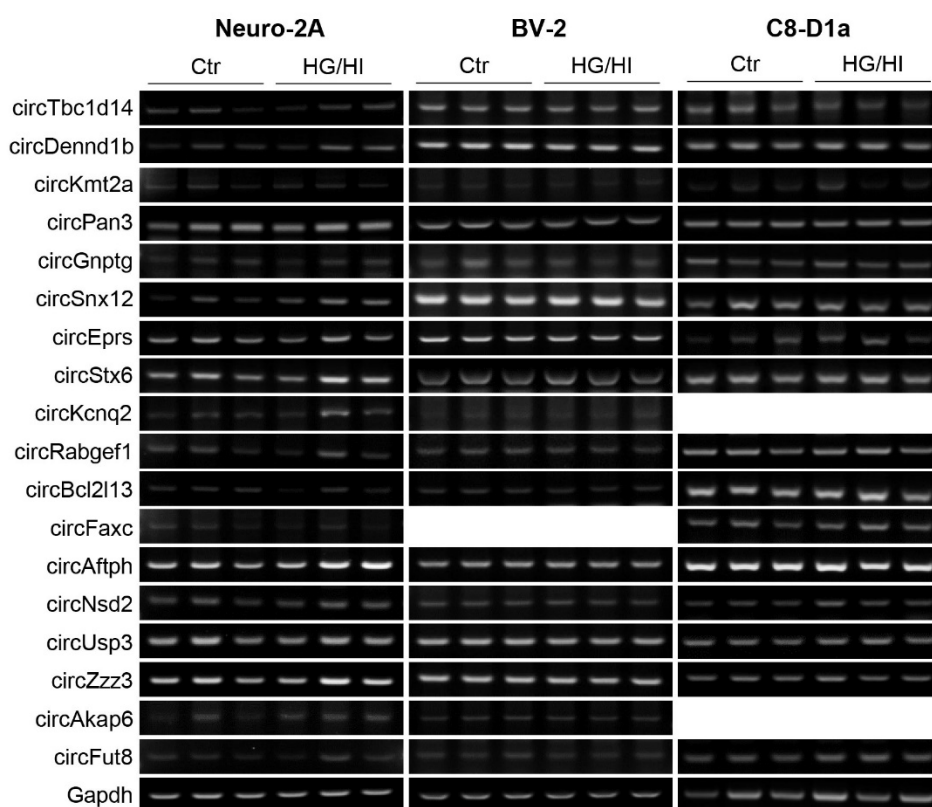 Neuro-2A BV-2 C8-D1a
Ctr HG/HI Ctr HG/HI Ctr HG/HI
circTbc1d14
circDennd1b
circKmt2a
circPan3
circGnptg
circSnx12
circEprs
circStx6
circKcnq2
circRabgef1
circBcl2l13
circFaxc
circAftph
circNsd2
circUsp3
circZzz3
circAkap6
circFut8
Gapdh